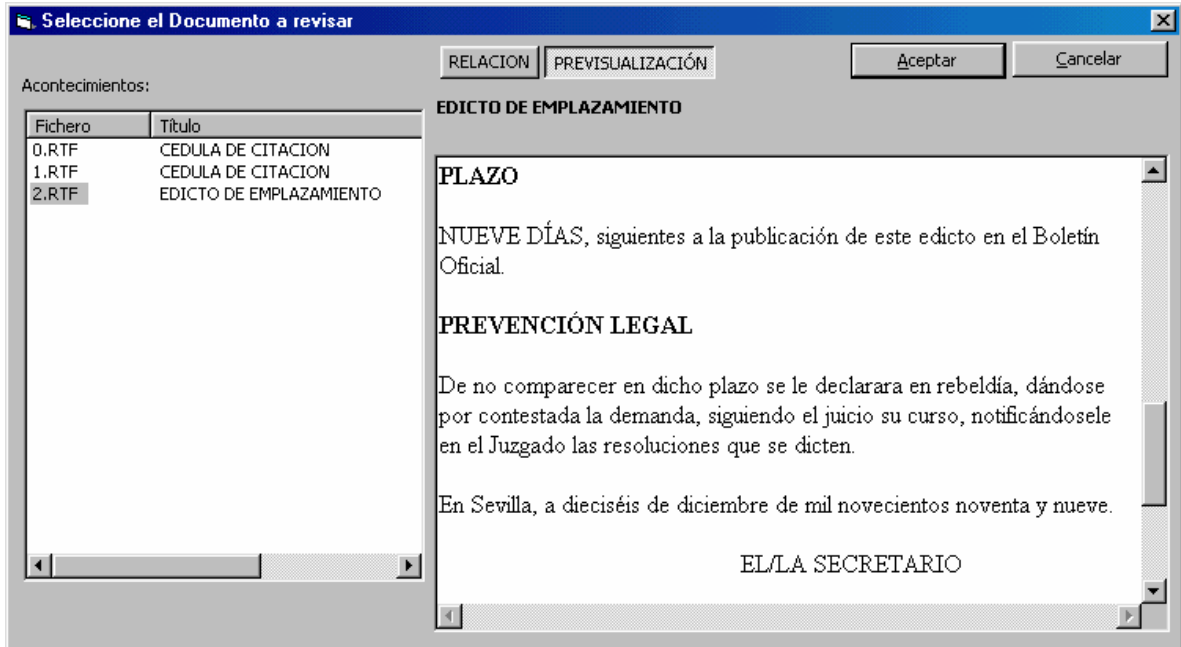 Seleccione el Documento a revisar
RELACION PREVISUALIZACIÓN Aceptar Cancelar
Acontecimientos:
EDICTO DE EMPLAZAMIENTO
Fichero Título
0.RTF CEDULA DE CITACION
1.RTF CEDULA DE CITACION
2.RTF EDICTO DE EMPLAZAMIENTO
PLAZO
NUEVE DÍAS, siguientes a la publicación de este edicto en el Boletín
Oficial.
PREVENCIÓN LEGAL
De no comparecer en dicho plazo se le declarara en rebeldía, dándose
por contestada la demanda, siguiendo el juicio su curso, notificándosele
en el Juzgado las resoluciones que se dicten.
En Sevilla, a dieciséis de diciembre de mil novecientos noventa y nueve.
EL/LA SECRETARIO